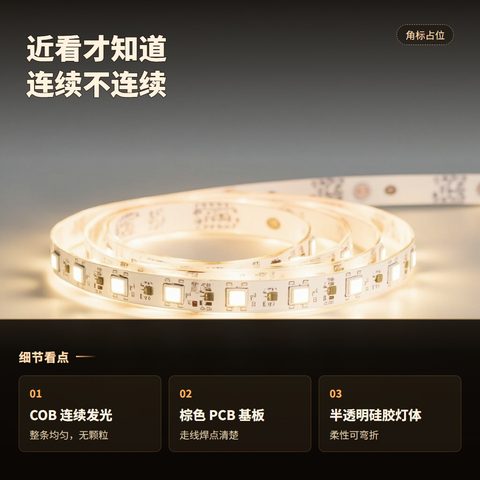 近看才知道
连续不连续
角标占位
细节看点
01
COB 连续发光
整条均匀，无颗粒
02
棕色 PCB 基板
走线焊点清楚
03
半透明硅胶灯体
柔性可弯折